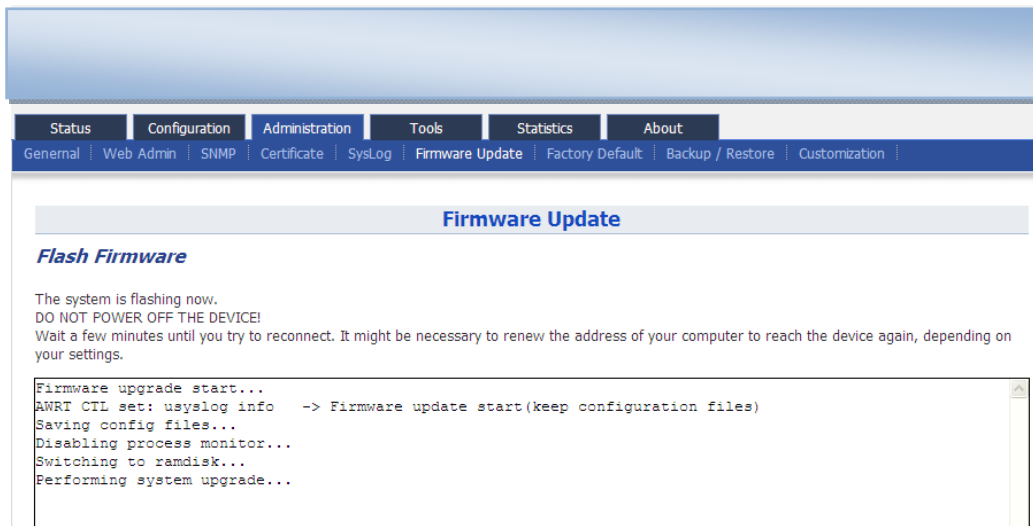 Status Configuration Administration Tools Statistics About
Genernal Web Admin SNMP Certificate SysLog Firmware Update Factory Default Backup / Restore Customization
Firmware Update
Flash Firmware
The system is flashing now.
DO NOT POWER OFF THE DEVICE!
Wait a few minutes until you try to reconnect. It might be necessary to renew the address of your computer to reach the device again, depending on
your settings.
Firmware upgrade start...
AWRT CTL set: usyslog info -> Firmware update start(keep configuration files)
Saving config files...
Disabling process monitor...
Switching to ramdisk...
Performing system upgrade...